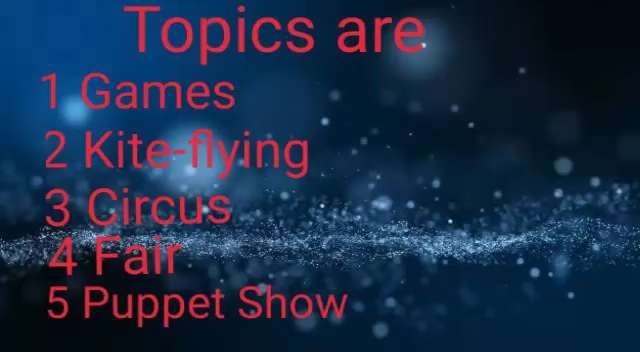 Topics are
1 Games
2 Kite-flying
3 Circus
4 Fair
5 Puppet Show